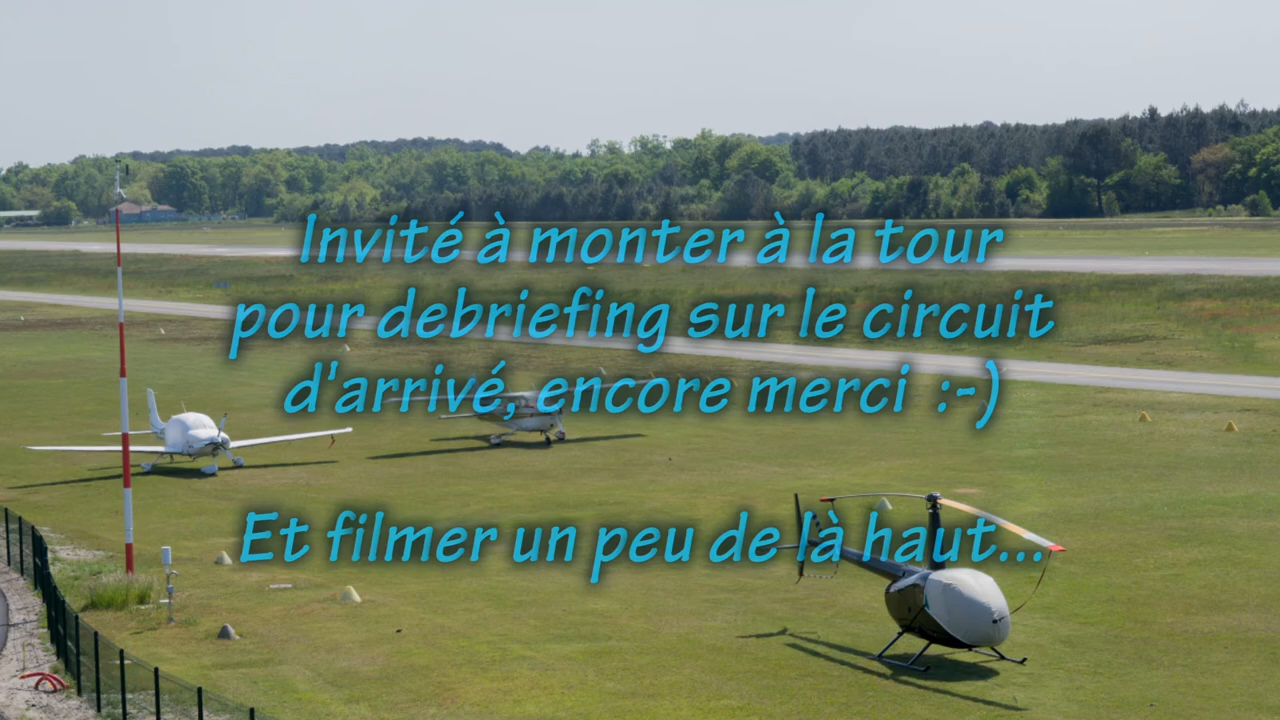 Invité à monter à la tour
pour debriefing sur le circuit
d'arrivé, encore merci :-)
Et filmer un peu de là haut...